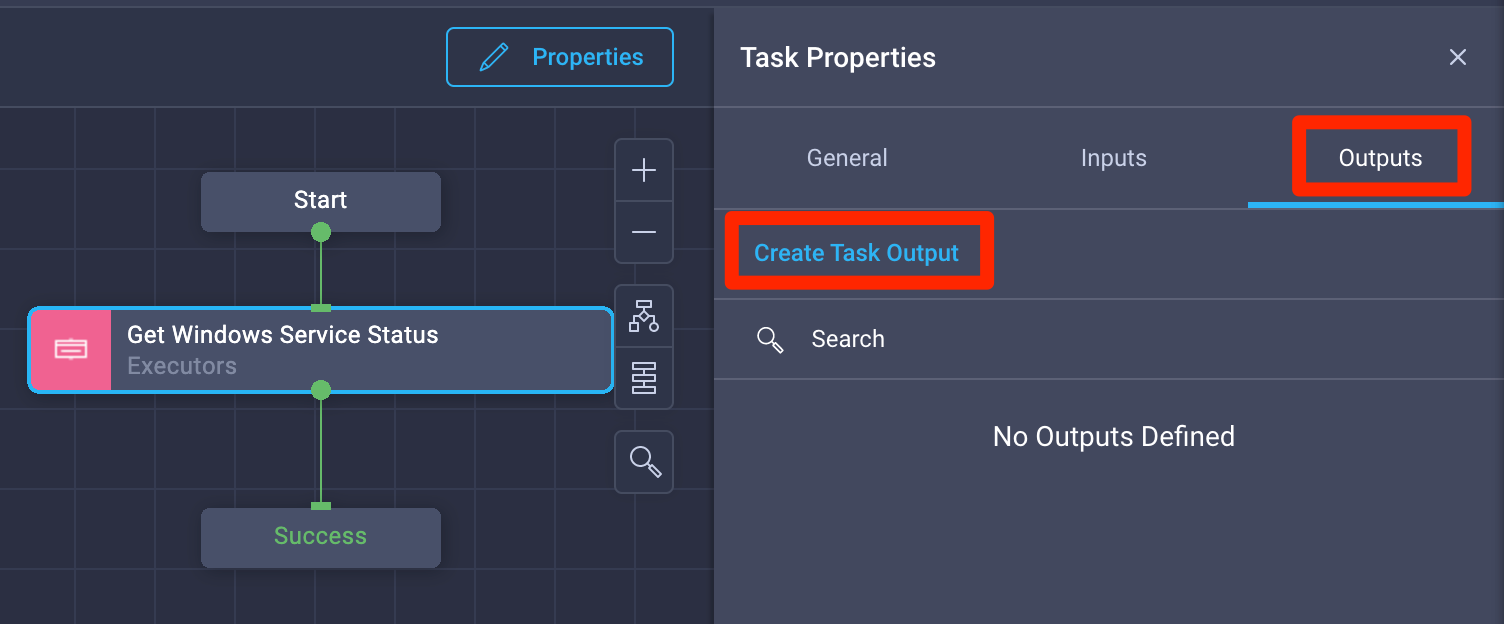 Properties
Start
Get Windows Service Status
Executors
Success
Task Properties
General
Inputs
Outputs
Create Task Output
Search
No Outputs Defined